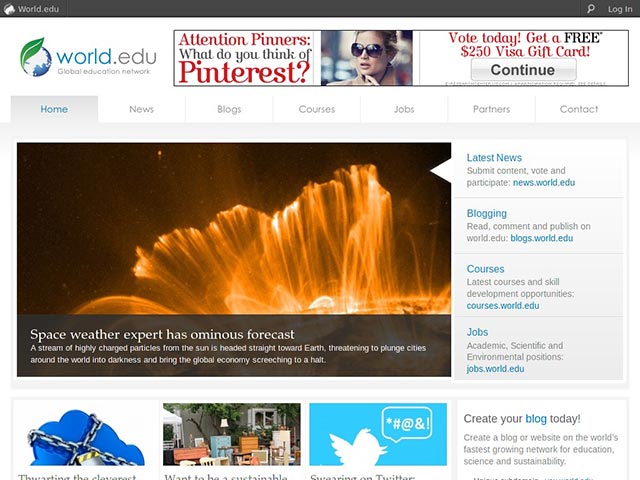 World.edu
Log In
world.edu
Global education network
Attention Pinners:
What do you think of
Pinterest?
Vote today! Get a FREE*
$250 Visa Gift Card!
Continue
Home
News
Blogs
Courses
Jobs
Partners
Contact
Space weather expert has ominous forecast
A stream of highly charged particles from the sun is headed straight toward Earth, threatening to plunge cities
around the world into darkness and bring the global economy screeching to a halt.
Latest News
Submit content, vote and
participate: news.world.edu
Blogging
Read, comment and publish on
world.edu: blogs.world.edu
Courses
Latest courses and skill
development opportunities:
courses.world.edu
Jobs
Academic, Scientific and
Environmental positions:
jobs.world.edu
Thwarting the cleverest
Want to be a sustainable
*#@&!
Swearing on Twitter:
Create your blog today!
Create a blog or website on the world's
fastest growing network for education,
science and sustainability.